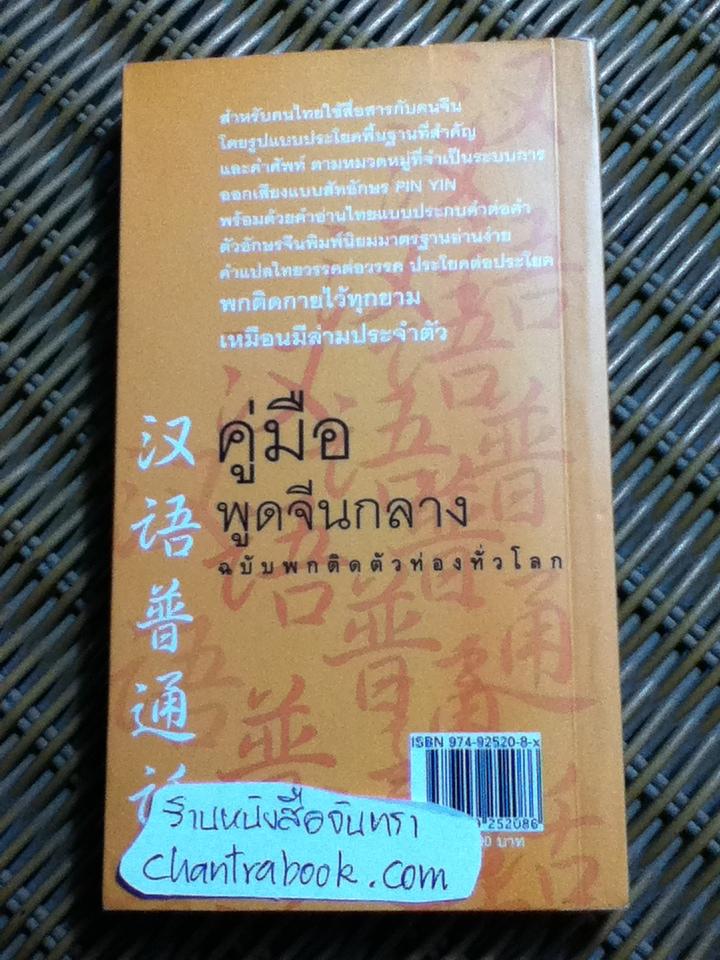 สำหรับคนไทยใช้สื่อสารกับคนจีน
โดยรูปแบบประโยคพื้นฐานที่สำคัญ
และคำศัพท์ ตามหมวดหมู่ที่จำเป็นระบบการ
ออกเสียงแบบสัทอักษร PIN YIN
พร้อมด้วยคำอ่านไทยแบบประกบคำต่อคำ
ตัวอักษรจีนพิมพ์นิยมมาตรฐานอ่านง่าย
คำแปลไทยวรรคต่อวรรค ประโยคต่อประโยค
พกติดกายไว้ทุกยาม
เหมือนมีล่ามประจำตัว
汉语普通话
คู่มือ
พูดจีนกลาง
ฉบับพกติดตัวท่องทั่วโลก
ISBN 974-92520-8-x
252086
บาท
ร้านหนังสือจันทรา
chantrabook.com